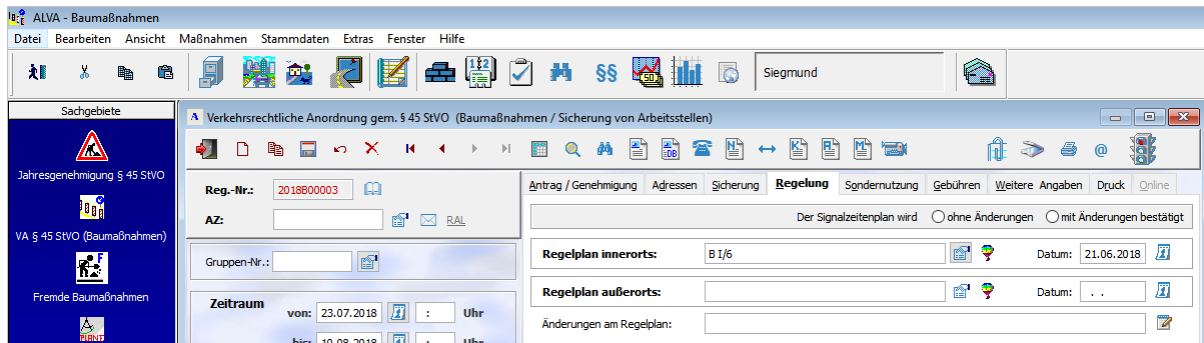 ALVA - Baumaßnahmen
Datei Bearbeiten Ansicht Maßnahmen Stammdaten Extras Fenster Hilfe
Siegmund
Sachgebiete
Jahresgenehmigung § 45 StVO
VA § 45 StVO (Baumaßnahmen)
Fremde Baumaßnahmen
Verkehrsrechtliche Anordnung gem. § 45 StVO (Baumaßnahmen / Sicherung von Arbeitsstellen)
Reg.-Nr.: 2018B00003
AZ: RAL
Gruppen-Nr.:
Zeitraum
von: 23.07.2018 : Uhr
bis: 10.08.2018 : Uhr
Antrag / Genehmigung Adressen Sicherung Regelung Sondernutzung Gebühren Weitere Angaben Druck Online
Der Signalzeitenplan wird ohne Änderungen mit Änderungen bestätigt
Regelplan innerorts: B I/6 Datum: 21.06.2018
Regelplan außerorts: Datum: . .
Änderungen am Regelplan: